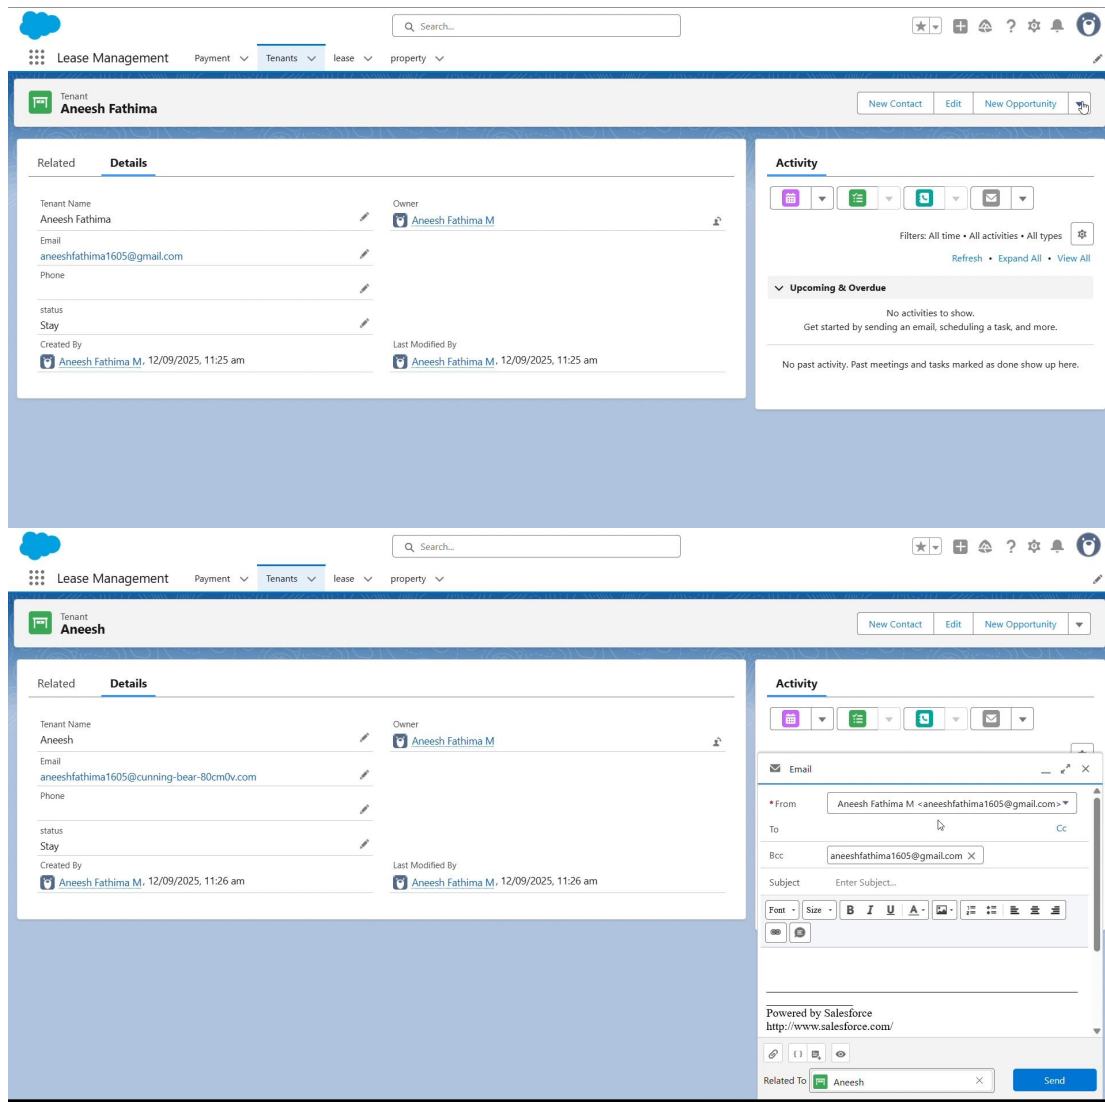 Search...
Lease Management Payment Tenants lease property
Tenant
Aneesh Fathima
New Contact Edit New Opportunity
Related Details
Tenant Name
Aneesh Fathima
Owner
Aneesh Fathima M
Email
aneeshfathima1605@gmail.com
Phone
status
Stay
Created By
Aneesh Fathima M, 12/09/2025, 11:25 am
Last Modified By
Aneesh Fathima M, 12/09/2025, 11:25 am
Activity
Filters: All time • All activities • All types
Refresh • Expand All • View All
Upcoming & Overdue
No activities to show.
Get started by sending an email, scheduling a task, and more.
No past activity. Past meetings and tasks marked as done show up here.
Search...
Lease Management Payment Tenants lease property
Tenant
Aneesh
New Contact Edit New Opportunity
Related Details
Tenant Name
Aneesh
Owner
Aneesh Fathima M
Email
aneeshfathima1605@cunning-bear-80cm0v.com
Phone
status
Stay
Created By
Aneesh Fathima M, 12/09/2025, 11:26 am
Last Modified By
Aneesh Fathima M, 12/09/2025, 11:26 am
Activity
Email
*From Aneesh Fathima M <aneeshfathima1605@gmail.com>
To Cc
Bcc aneeshfathima1605@gmail.com
Subject Enter Subject...
Font Size B I U A
Powered by Salesforce
http://www.salesforce.com/
Related To Aneesh Send